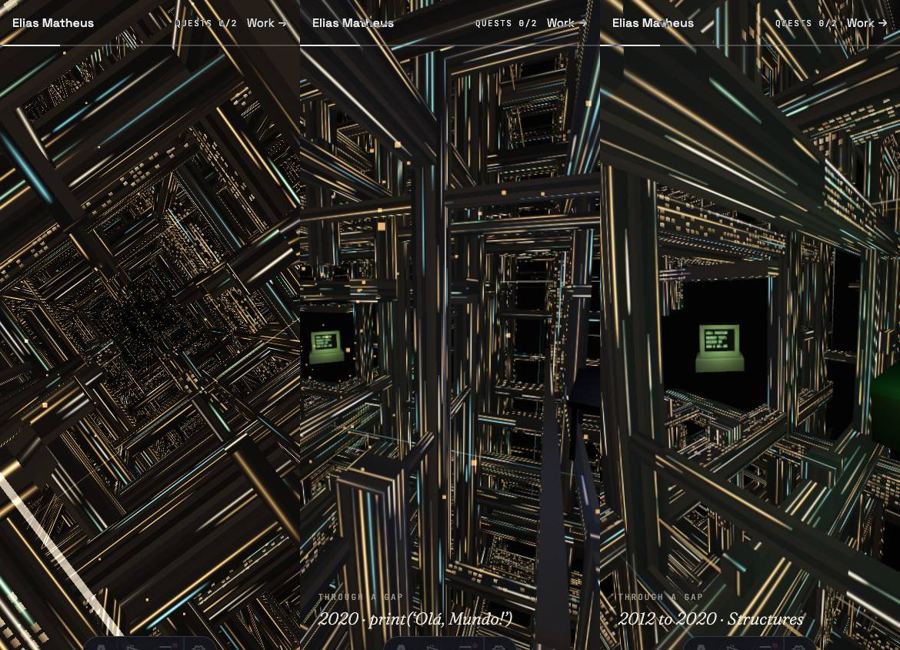 Elias Matheus
QUESTS 0/2
Work →
Elias Matheus
QUESTS 0/2
Work →
THROUGH A GAP
2020 · print('Olá, Mundo!')
Elias Matheus
QUESTS 0/2
Work →
THROUGH A GAP
2012 to 2020 · Structures